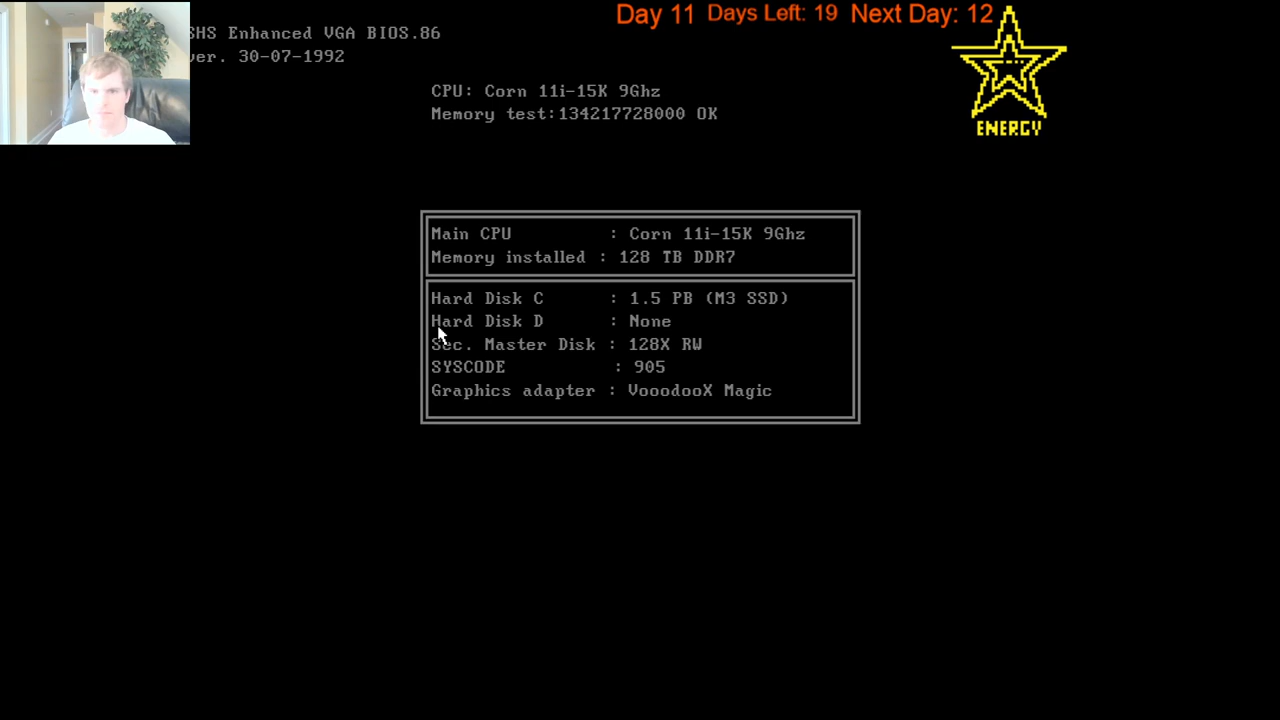 Day 11 Days Left: 19 Next Day: 12
SHS Enhanced VGA BIOS.86
ver. 30-07-1992
ENERGY
CPU: Corn 11i-15K 9Ghz
Memory test:134217728000 OK
Main CPU : Corn 11i-15K 9Ghz
Memory installed : 128 TB DDR7
Hard Disk C : 1.5 PB (M3 SSD)
Hard Disk D : None
Sec. Master Disk : 128X RW
SYSCODE : 905
Graphics adapter : VooodooX Magic